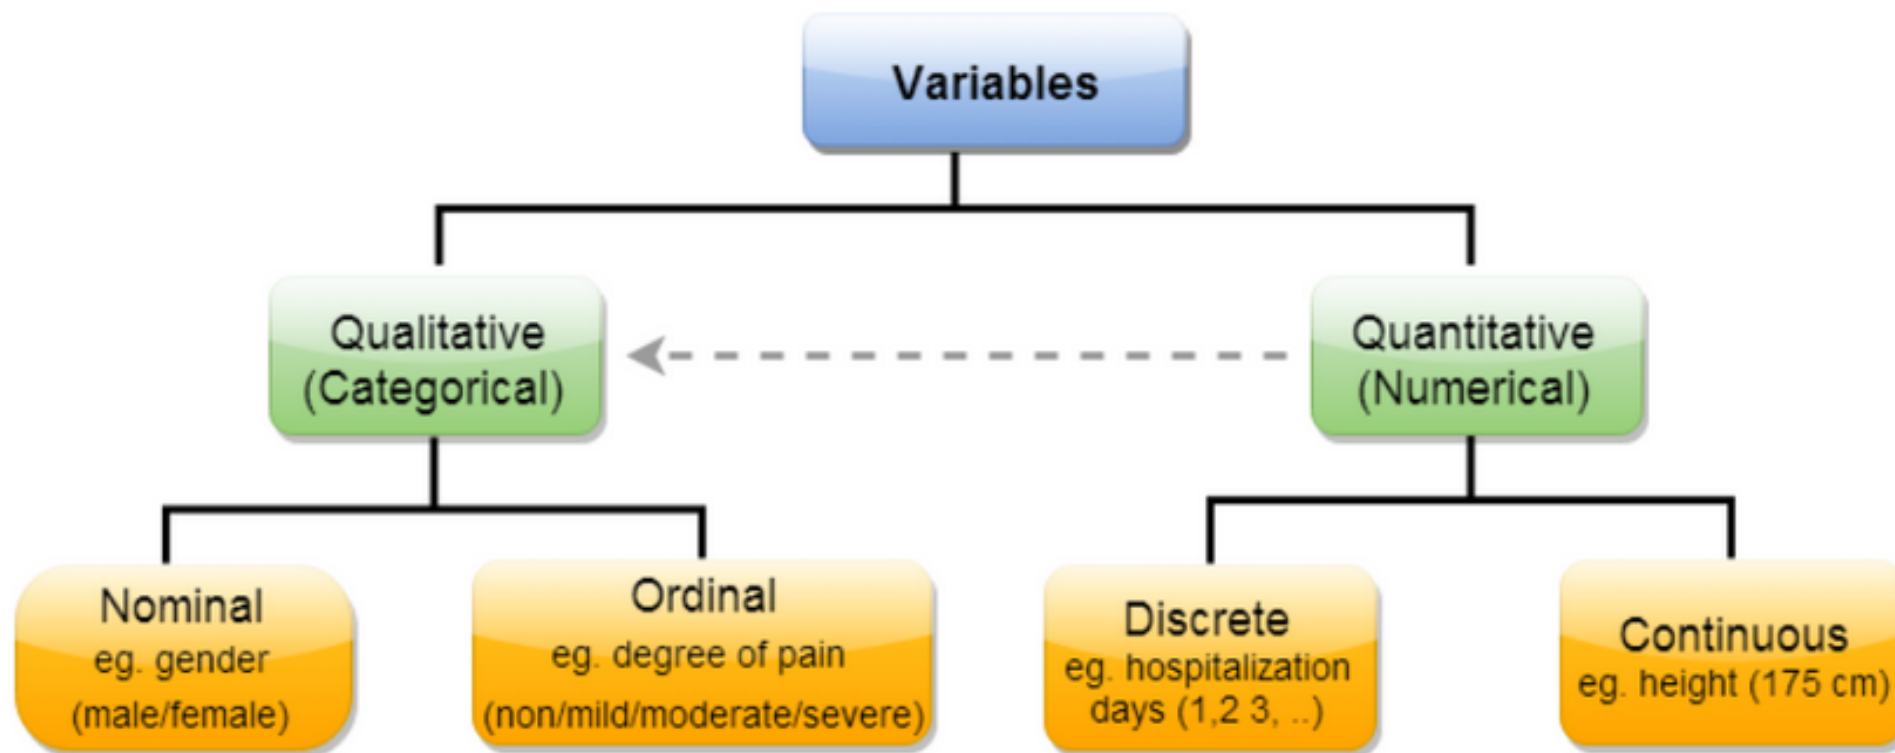 Variables
Qualitative
(Categorical)
Quantitative
(Numerical)
Nominal
eg. gender
(male/female)
Ordinal
eg. degree of pain
(non/mild/moderate/severe)
Discrete
eg. hospitalization
days (1,2 3, ..)
Continuous
eg. height (175 cm)